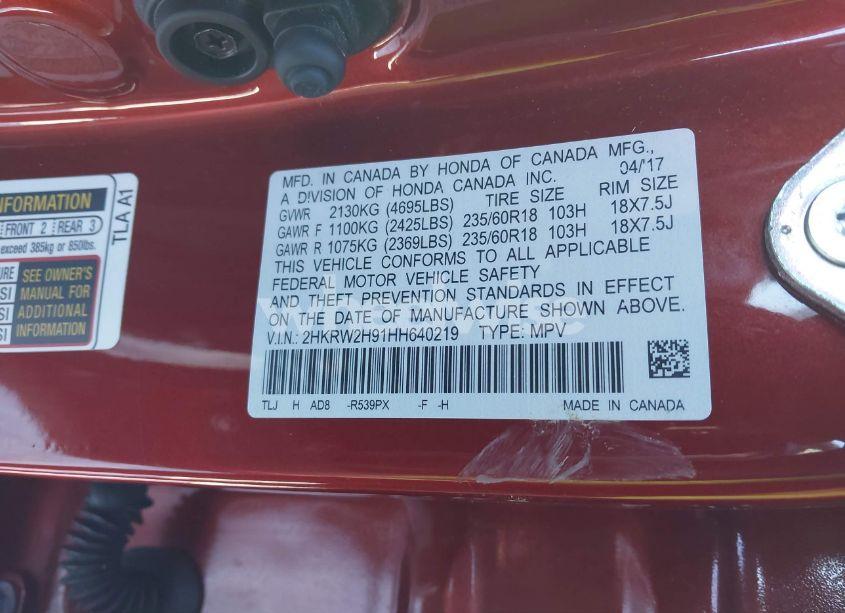 INFORMATION
FRONT 2 REAR 3
exceed 385kg or 850lbs.
SEE OWNER'S
MANUAL FOR
ADDITIONAL
INFORMATION
TLA A1
MFD. IN CANADA BY HONDA OF CANADA MFG.,
A DIVISION OF HONDA CANADA INC. 04/'17
GVWR 2130KG (4695LBS) TIRE SIZE RIM SIZE
GAWR F 1100KG (2425LBS) 235/60R18 103H 18X7.5J
GAWR R 1075KG (2369LBS) 235/60R18 103H 18X7.5J
THIS VEHICLE CONFORMS TO ALL APPLICABLE
FEDERAL MOTOR VEHICLE SAFETY
AND THEFT PREVENTION STANDARDS IN EFFECT
ON THE DATE OF MANUFACTURE SHOWN ABOVE.
V.I.N.: 2HKRW2H91HH640219 TYPE: MPV
TLJ H AD8 -R539PX -F -H MADE IN CANADA